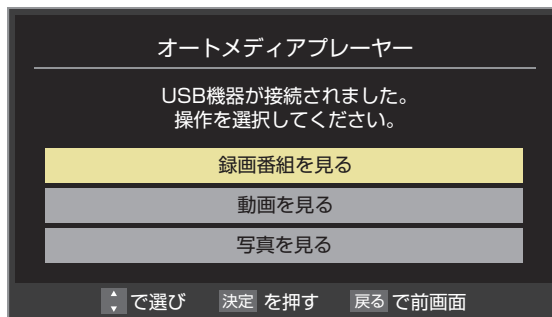 オートメディアプレーヤー
USB機器が接続されました。
操作を選択してください。
録画番組を見る
動画を見る
写真を見る
で選び 決定 を押す 戻る で前画面